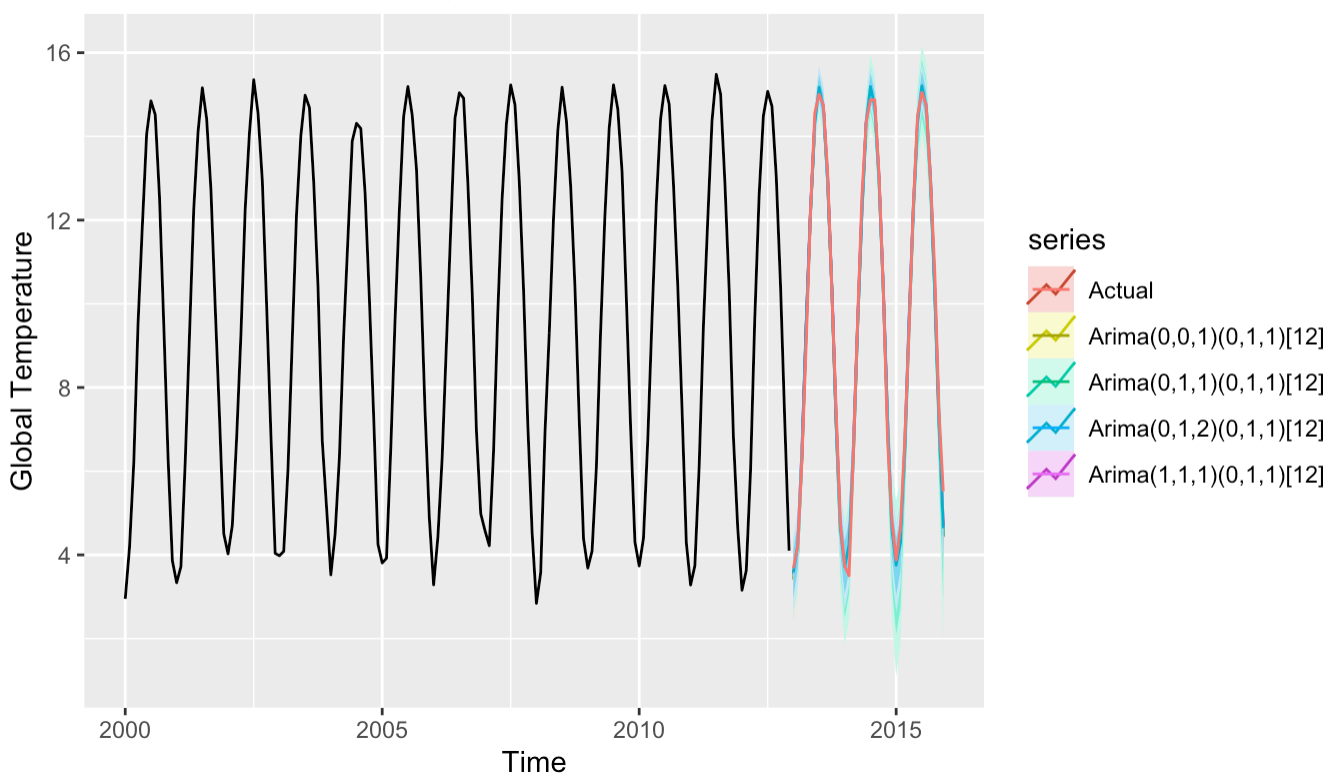 Global Temperature
16
12
8
4
2000
2005
2010
2015
Time
series
Actual
Arima(0,0,1)(0,1,1)[12]
Arima(0,1,1)(0,1,1)[12]
Arima(0,1,2)(0,1,1)[12]
Arima(1,1,1)(0,1,1)[12]